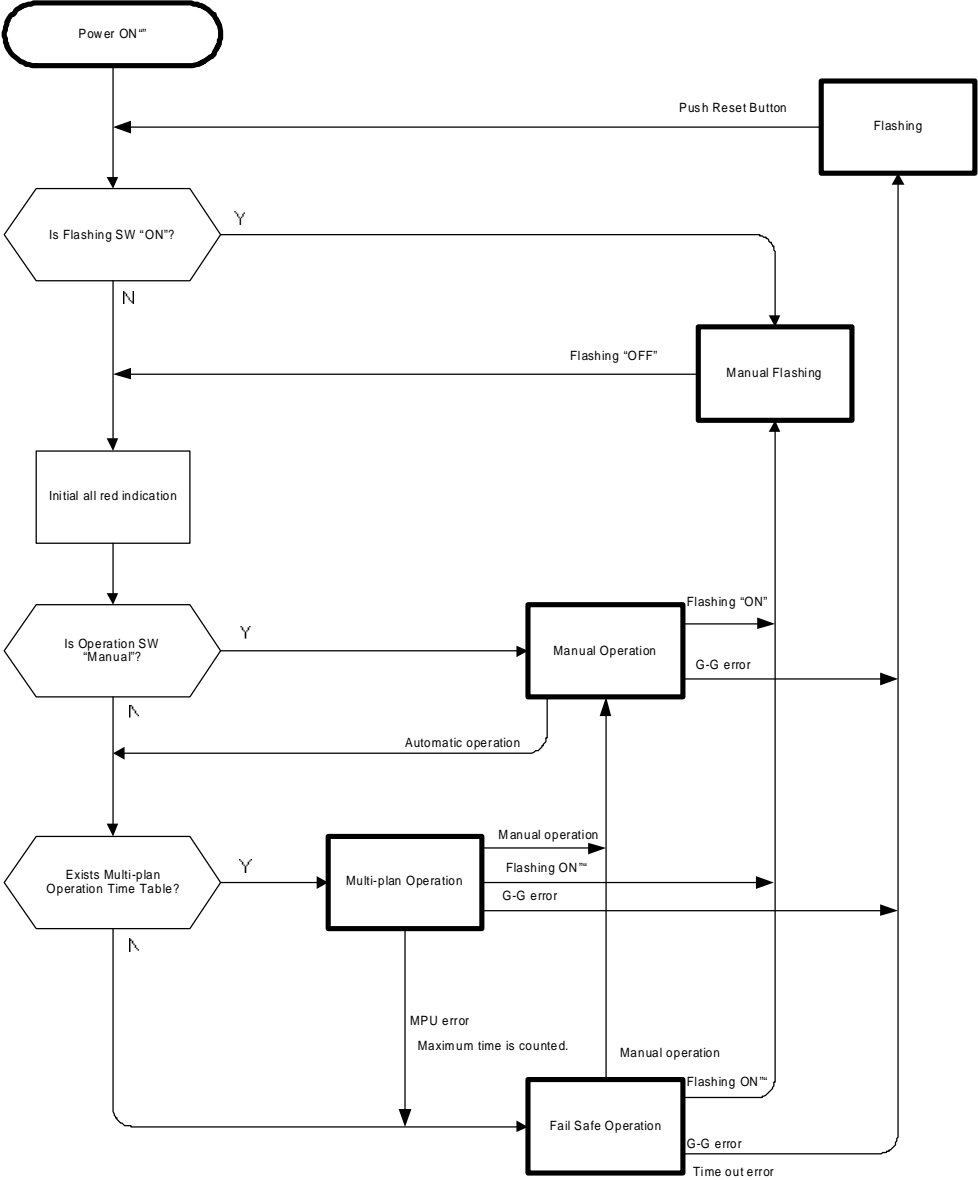 Power ON“”
Push Reset Button
Flashing
Is Flashing SW “ON”?
Y
N
Flashing “OFF”
Manual Flashing
Initial all red indication
Is Operation SW
“Manual”?
Y
N
Manual Operation
Flashing “ON”
G-G error
Automatic operation
Exists Multi-plan
Operation Time Table?
Y
N
Multi-plan Operation
Manual operation
Flashing ON”“
G-G error
MPU error
Maximum time is counted.
Manual operation
Flashing ON”“
Fail Safe Operation
G-G error
Time out error